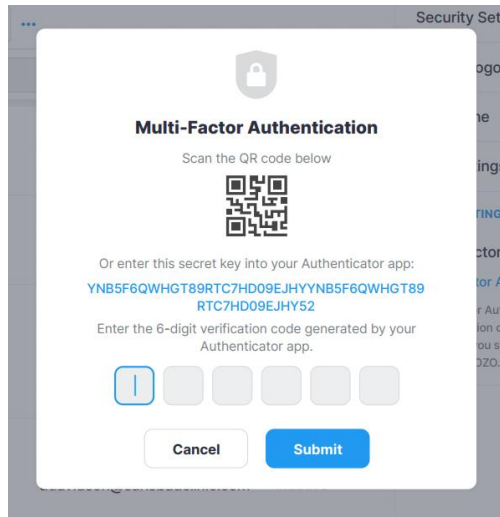 Security Set
Multi-Factor Authentication
Scan the QR code below
Or enter this secret key into your Authenticator app:
YNB5F6QWHGT89RTC7HD09EJHYYNB5F6QWHGT89
RTC7HD09EJHY52
Enter the 6-digit verification code generated by your
Authenticator app.
Cancel
Submit